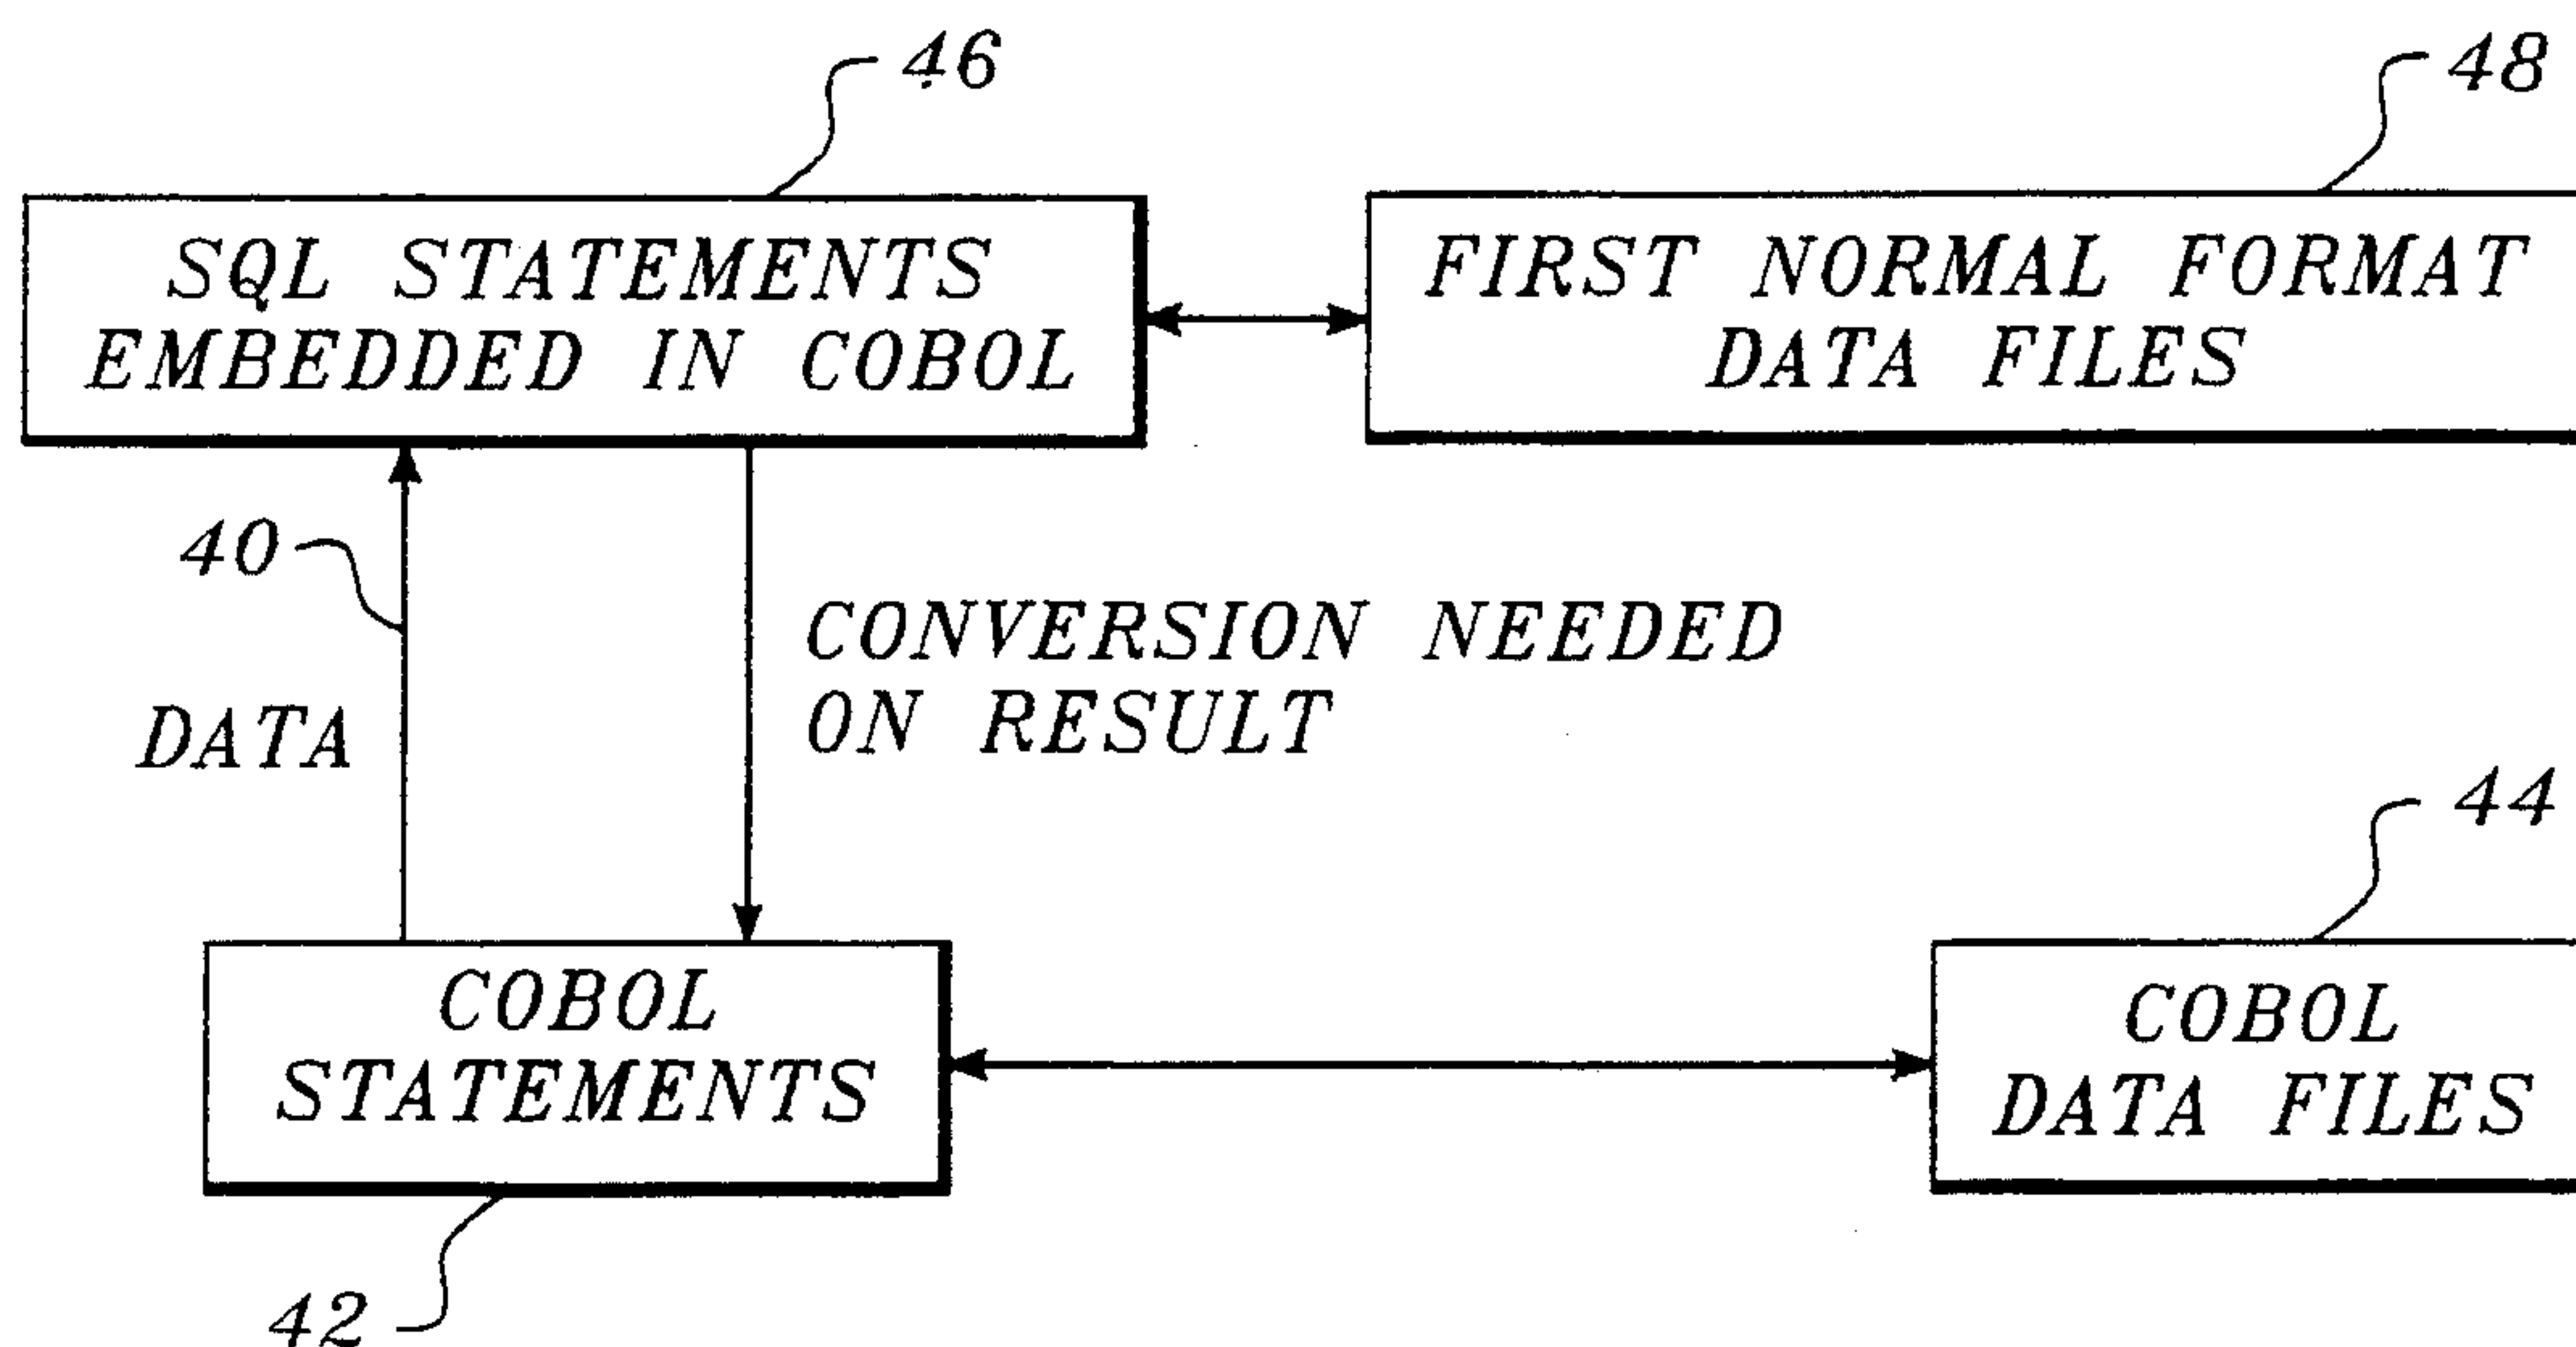 46
48
SQL STATEMENTS
EMBEDDED IN COBOL
FIRST NORMAL FORMAT
DATA FILES
40
DATA
CONVERSION NEEDED
ON RESULT
44
COBOL
STATEMENTS
COBOL
DATA FILES
42